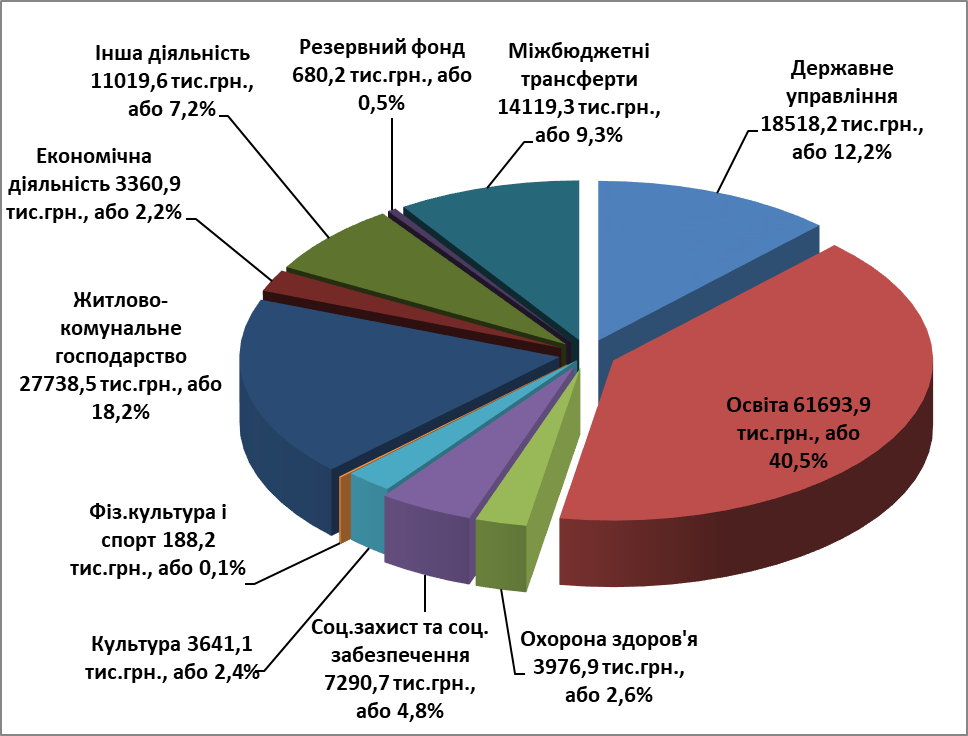 Інша діяльність
11019,6 тис.грн.,
або 7,2%
Резервний фонд
680,2 тис.грн., або
0,5%
Міжбюджетні
трансферти
14119,3 тис.грн.,
або 9,3%
Державне
управління
18518,2 тис.грн.,
або 12,2%
Економічна
діяльність 3360,9
тис.грн., або 2,2%
Житлово-
комунальне
господарство
27738,5 тис.грн., або
18,2%
Освіта 61693,9
тис.грн., або
40,5%
Фіз.культура і
спорт 188,2
тис.грн., або 0,1%
Культура 3641,1
тис.грн., або 2,4%
Соц.захист та соц.
забезпечення
7290,7 тис.грн.,
або 4,8%
Охорона здоров'я
3976,9 тис.грн.,
або 2,6%